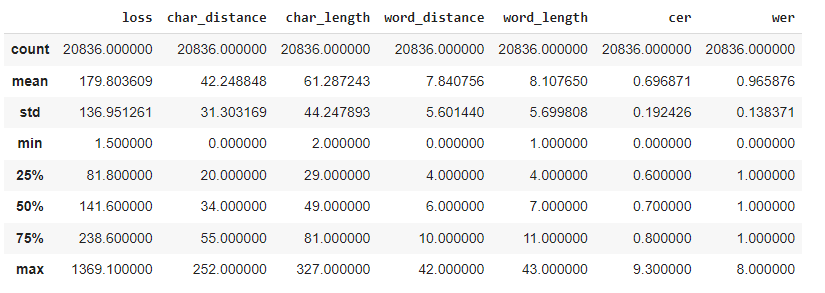 loss char_distance char_length word_distance word_length cer wer
count 20836.000000 20836.000000 20836.000000 20836.000000 20836.000000 20836.000000 20836.000000
mean 179.803609 42.248848 61.287243 7.840756 8.107650 0.696871 0.965876
std 136.951261 31.303169 44.247893 5.601440 5.699808 0.192426 0.138371
min 1.500000 0.000000 2.000000 0.000000 1.000000 0.000000 0.000000
25% 81.800000 20.000000 29.000000 4.000000 4.000000 0.600000 1.000000
50% 141.600000 34.000000 49.000000 6.000000 7.000000 0.700000 1.000000
75% 238.600000 55.000000 81.000000 10.000000 11.000000 0.800000 1.000000
max 1369.100000 252.000000 327.000000 42.000000 43.000000 9.300000 8.000000